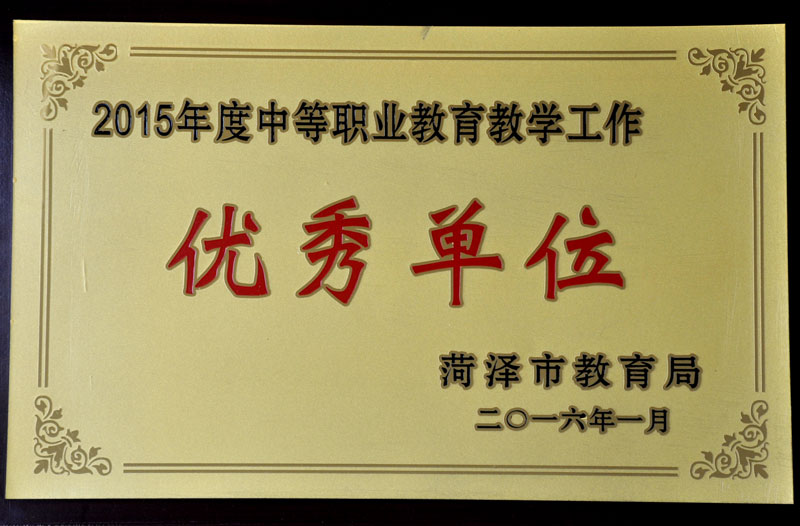 2015年度中等职业教育教学工作
优秀单位
菏泽市教育局
二〇一六年一月